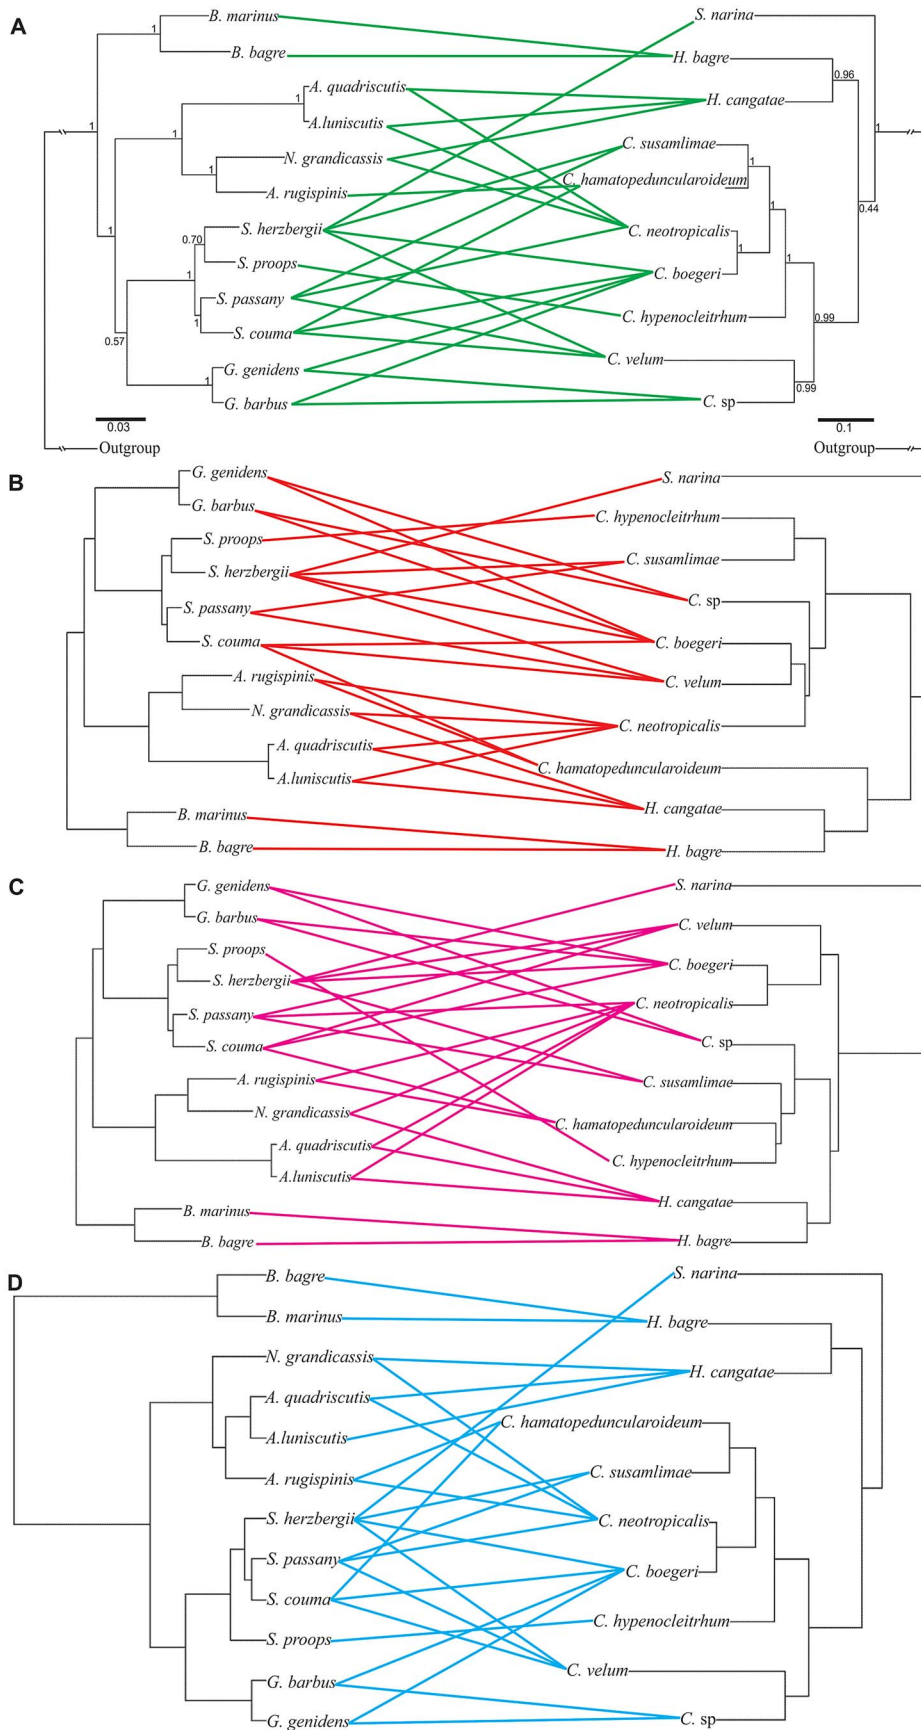 A
B. marinus
S. narina
1
B. bagre
H. bagre
0.96
A. quadriscutis
1
H. cangatae
A.luniscutis
1
1
1
C. susamlimae
N. grandicassis
1
C. hamatopeduncularoideum
A. rugispinis
1
0.44
S. herzbergii
C. neotropicalis
1
0.70
1
1
S. proops
C. boegeri
1
1
S. passany
C. hypenocleitrhum
0.99
1
S. couma
0.57
C. velum
G. genidens
1
0.99
G. barbus
C. sp
0.03
0.1
Outgroup
Outgroup
B
G. genidens
S. narina
G. barbus
C. hypenocleitrhum
S. proops
C. susamlimae
S. herzbergii
C. sp
S. passany
S. couma
C. boegeri
A. rugispinis
C. velum
N. grandicassis
C. neotropicalis
A. quadriscutis
C. hamatopeduncularoideum
A.luniscutis
H. cangatae
B. marinus
B. bagre
H. bagre
C
G. genidens
S. narina
G. barbus
C. velum
S. proops
C. boegeri
S. herzbergii
C. neotropicalis
S. passany
C. sp
S. couma
A. rugispinis
C. susamlimae
N. grandicassis
C. hamatopeduncularoideum
A. quadriscutis
C. hypenocleitrhum
A.luniscutis
H. cangatae
B. marinus
B. bagre
H. bagre
D
B. bagre
S. narina
B. marinus
H. bagre
N. grandicassis
H. cangatae
A. quadriscutis
C. hamatopeduncularoideum
A.luniscutis
A. rugispinis
C. susamlimae
S. herzbergii
C. neotropicalis
S. passany
C. boegeri
S. couma
C. hypenocleitrhum
S. proops
C. velum
G. barbus
C. sp
G. genidens